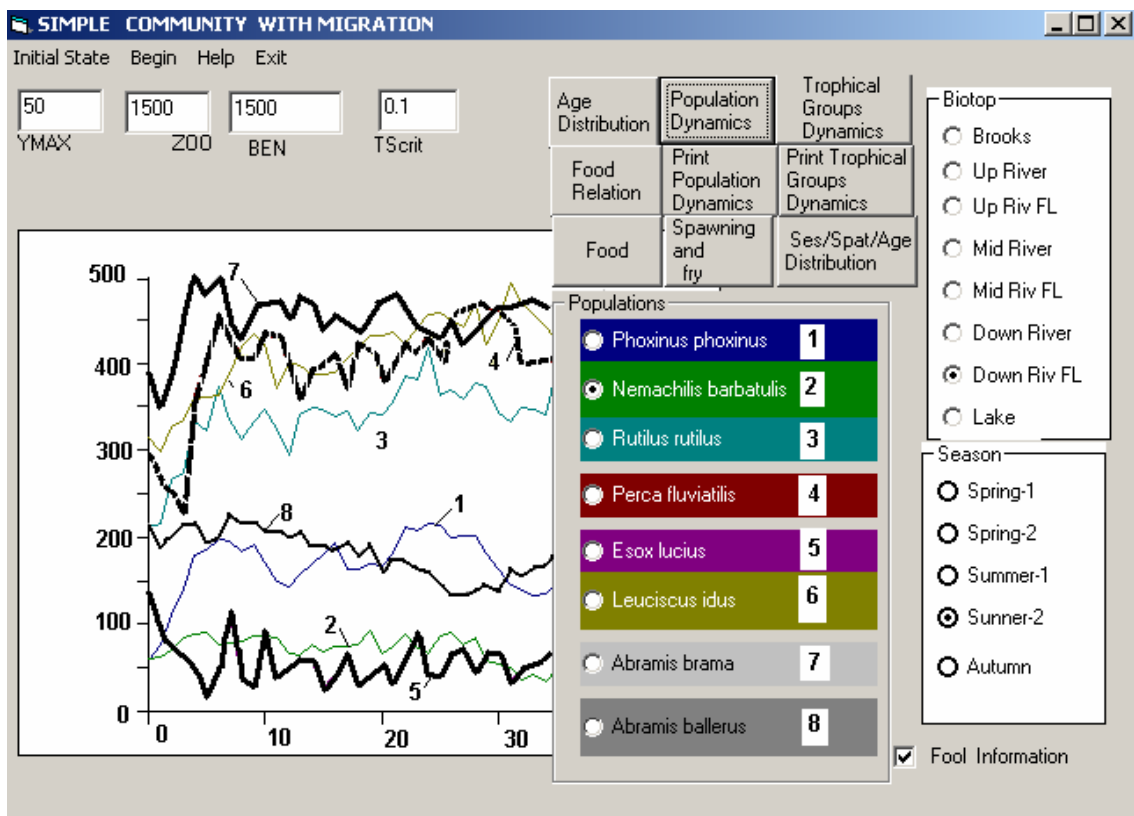 SIMPLE COMMUNITY WITH MIGRATION
Initial State Begin Help Exit
50 1500 1500 0.1
YMAX ZOO BEN TScrit
Age
Distribution
Population
Dynamics
Trophical
Groups
Dynamics
Food
Relation
Print
Population
Dynamics
Print Trophical
Groups
Dynamics
Food
Spawning
and
fry
Ses/Spat/Age
Distribution
Biotop
Brooks
Up River
Up Riv FL
Mid River
Mid Riv FL
Down River
Down Riv FL
Lake
Season
Spring-1
Spring-2
Summer-1
Sunner-2
Autumn
Fool Information
Populations
Phoxinus phoxinus 1
Nemachilis barbatulis 2
Rutilus rutilus 3
Perca fluviatilis 4
Esox lucius 5
Leuciscus idus 6
Abramis brama 7
Abramis ballerus 8
500
400
300
200
100
0
0 10 20 30
7
6
4
3
8
1
2
5